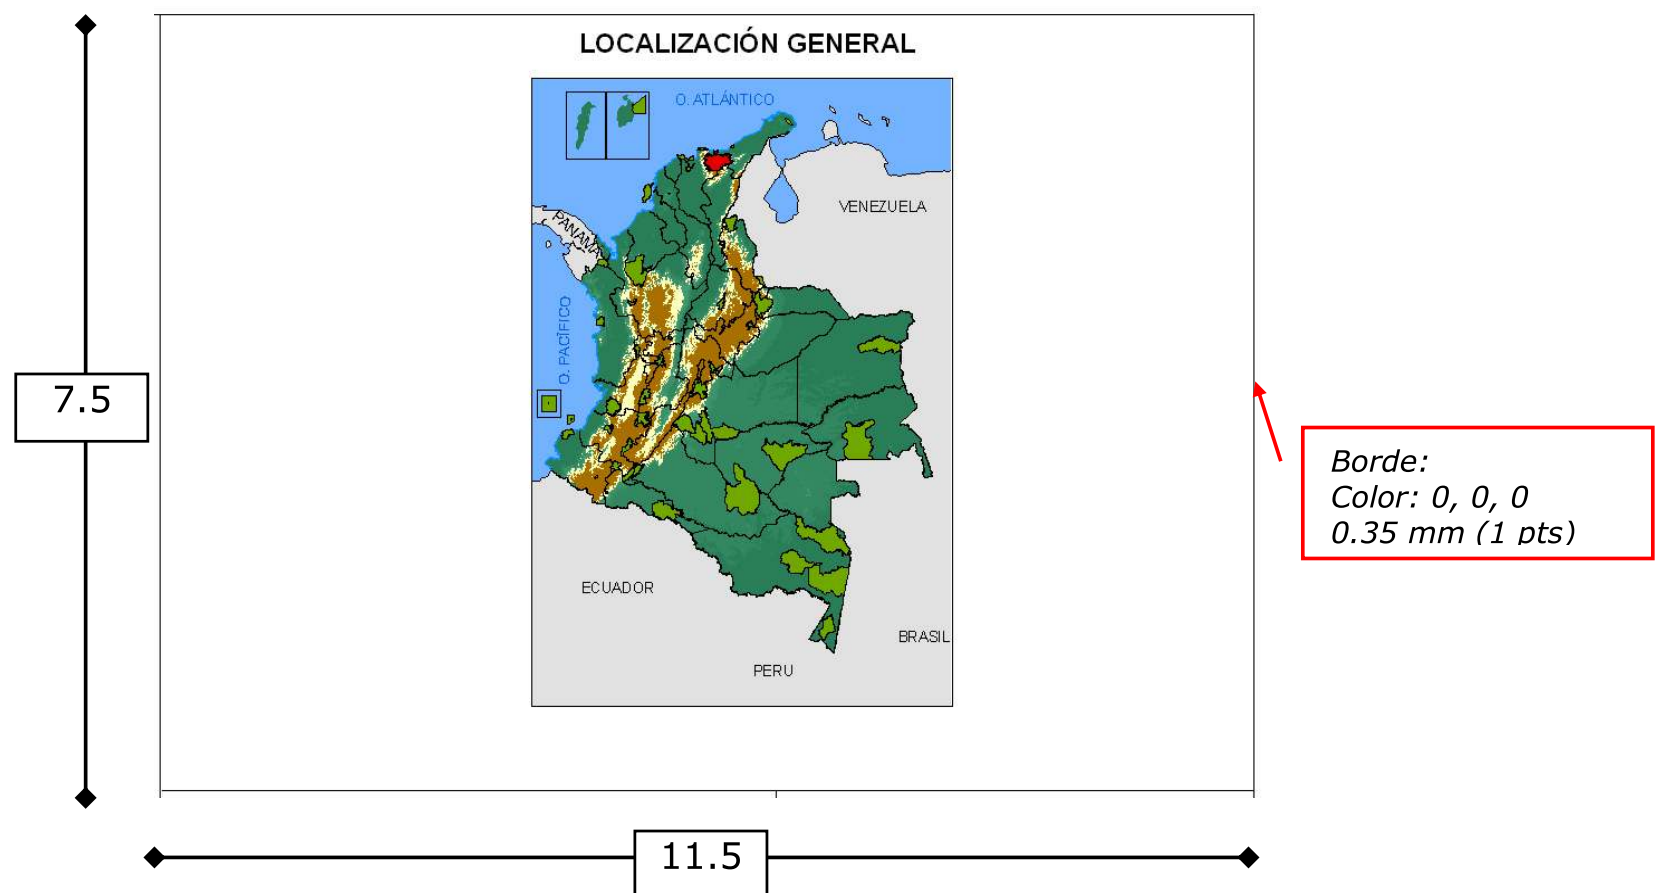 LOCALIZACIÓN GENERAL
O. ATLÁNTICO
VENEZUELA
PANAMA
O. PACÍFICO
7.5
Borde:
Color: 0, 0, 0
0.35 mm (1 pts)
ECUADOR
BRASIL
PERU
11.5